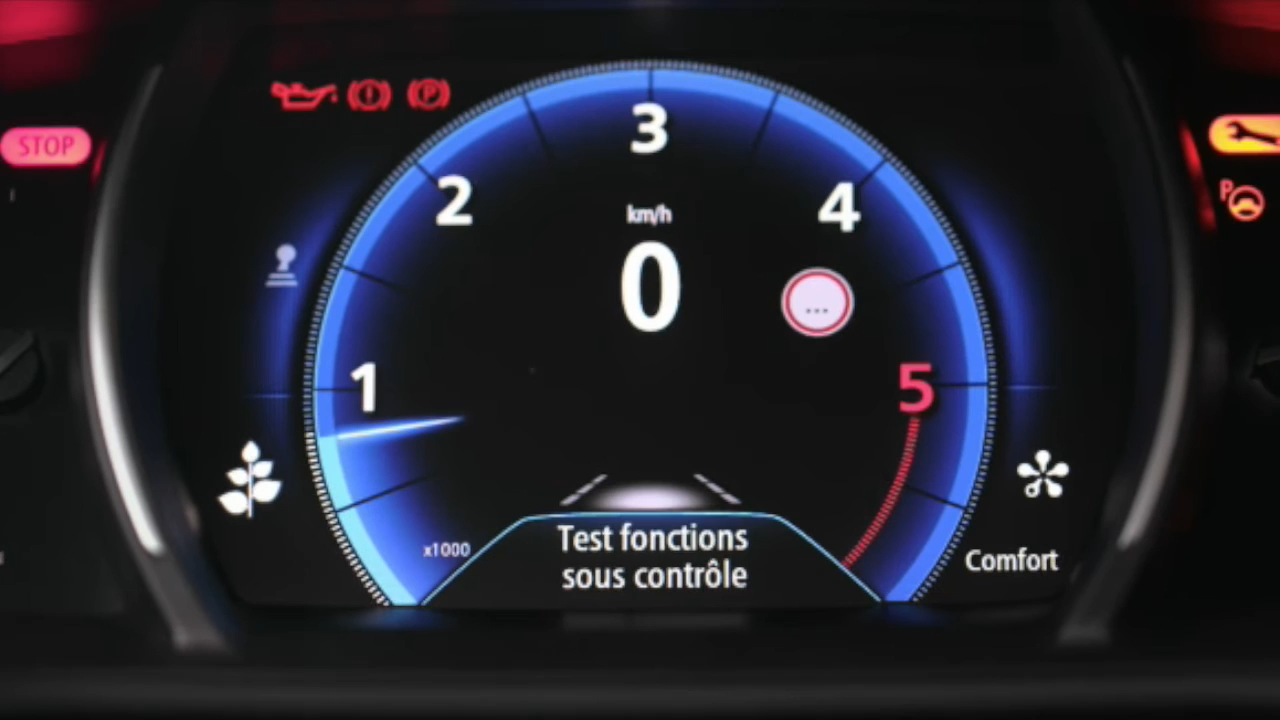 STOP
P
P
3
2
4
km/h
0
...
1
5
x1000
Test fonctions
sous contrôle
Comfort